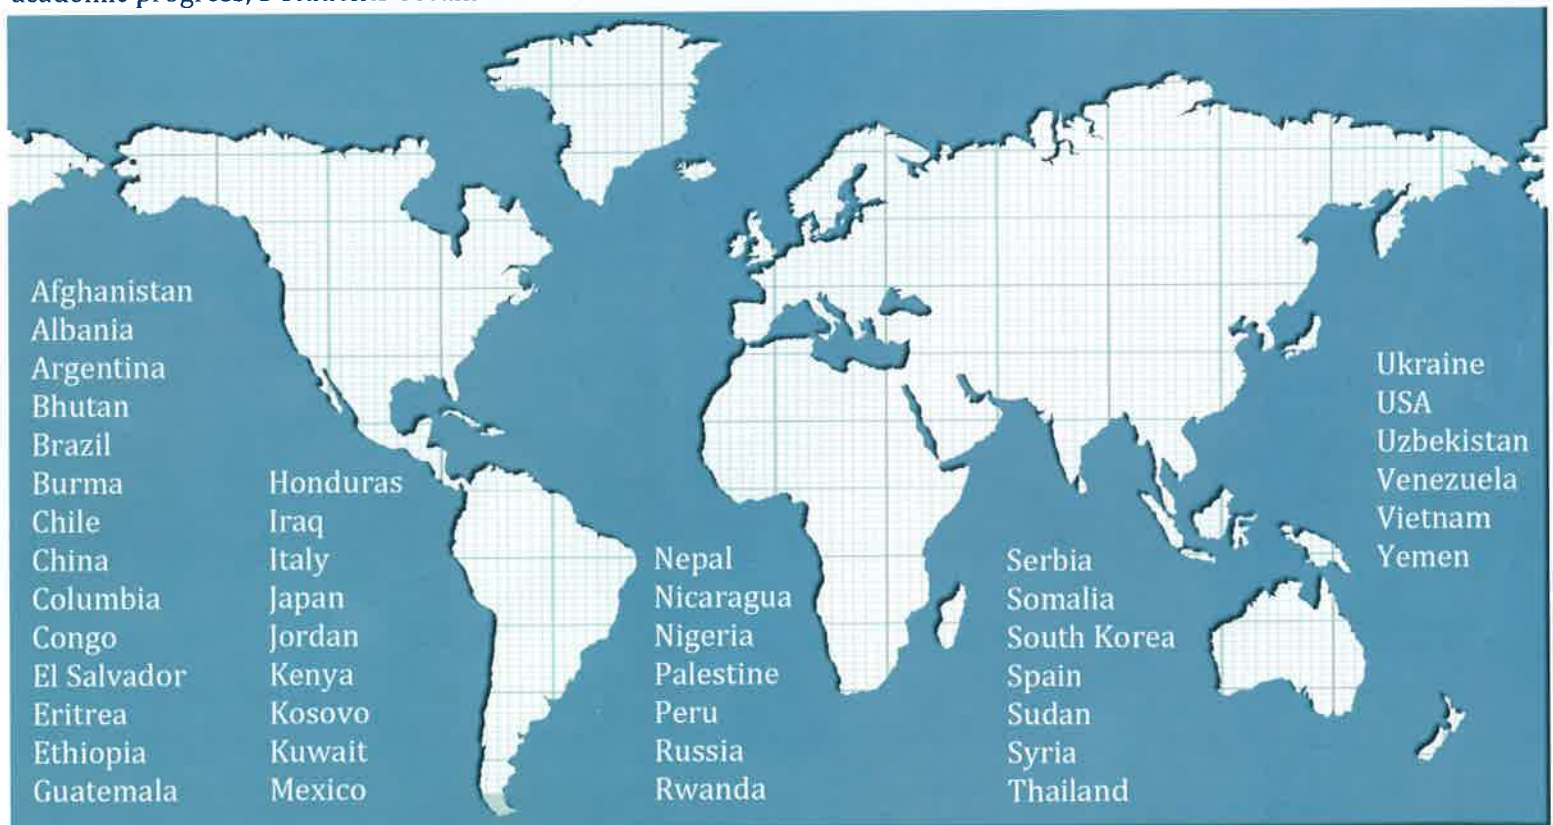 Afghanistan
Albania
Argentina
Bhutan
Brazil
Burma
Chile
China
Columbia
Congo
El Salvador
Eritrea
Ethiopia
Guatemala
Honduras
Iraq
Italy
Japan
Jordan
Kenya
Kosovo
Kuwait
Mexico
Nepal
Nicaragua
Nigeria
Palestine
Peru
Russia
Rwanda
Serbia
Somalia
South Korea
Spain
Sudan
Syria
Thailand
Ukraine
USA
Uzbekistan
Venezuela
Vietnam
Yemen